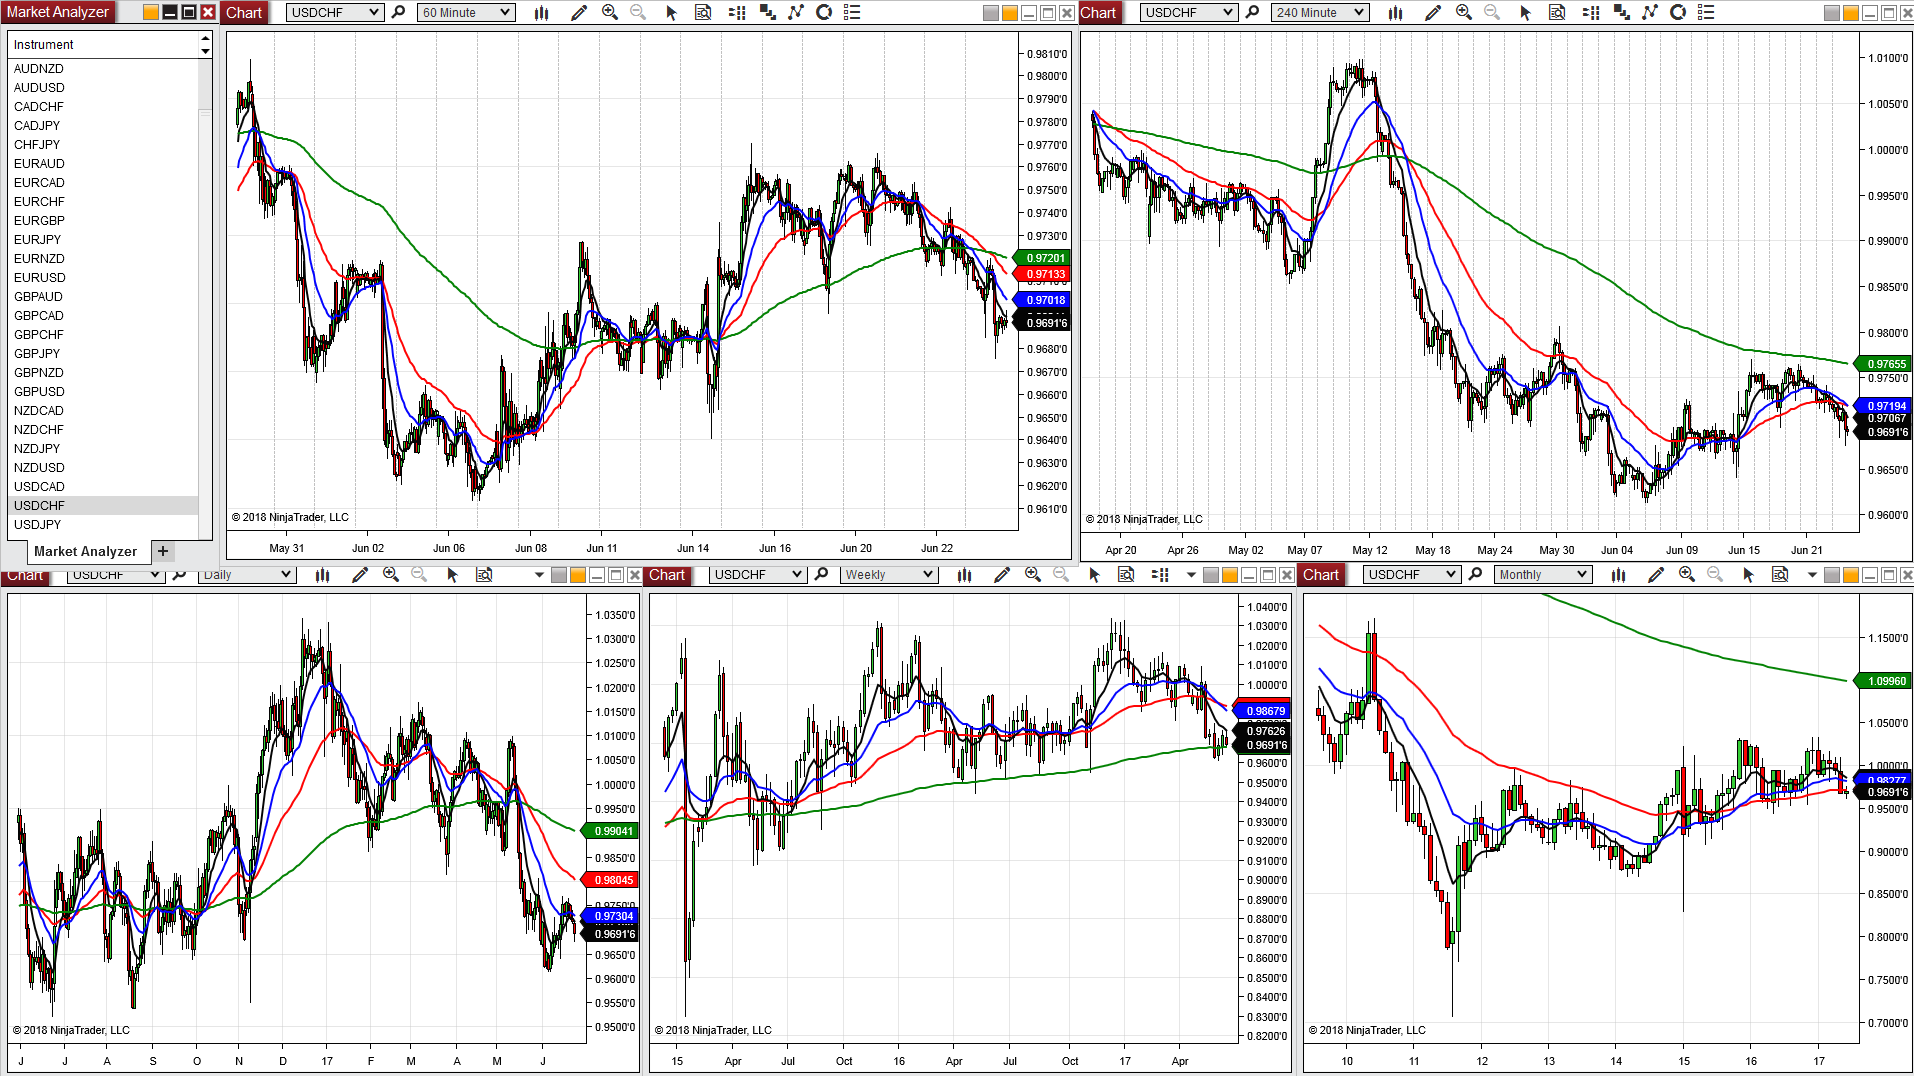 Market Analyzer
Instrument
AUDNZD
AUDUSD
CADCHF
CADJPY
CHFJPY
EURAUD
EURCAD
EURCHF
EURGBP
EURJPY
EURNZD
EURUSD
GBPAUD
GBPCAD
GBPCHF
GBPJPY
GBPNZD
GBPUSD
NZDCAD
NZDCHF
NZDJPY
NZDUSD
USDCAD
USDCHF
USDJPY
Market Analyzer +
Chart USDCHF 60 Minute
0.9810'0
0.9800'0
0.9790'0
0.9780'0
0.9770'0
0.9760'0
0.9750'0
0.9740'0
0.9730'0
0.97201
0.97133
0.97018
0.9691'6
0.9680'0
0.9670'0
0.9660'0
0.9650'0
0.9640'0
0.9630'0
0.9620'0
0.9610'0
© 2018 NinjaTrader, LLC
May 31 Jun 02 Jun 06 Jun 08 Jun 11 Jun 14 Jun 16 Jun 20 Jun 22
Chart USDCHF 240 Minute
1.0100'0
1.0050'0
1.0000'0
0.9950'0
0.9900'0
0.9850'0
0.9800'0
0.97655
0.9750'0
0.97194
0.97067
0.9691'6
0.9650'0
0.9600'0
© 2018 NinjaTrader, LLC
Apr 20 Apr 26 May 02 May 07 May 12 May 18 May 24 May 30 Jun 04 Jun 09 Jun 15 Jun 21
Chart USDCHF Daily
1.0350'0
1.0300'0
1.0250'0
1.0200'0
1.0150'0
1.0100'0
1.0050'0
1.0000'0
0.9950'0
0.99041
0.9850'0
0.98045
0.9750'0
0.97304
0.9691'6
0.9650'0
0.9600'0
0.9550'0
0.9500'0
© 2018 NinjaTrader, LLC
J J A S O N D 17 F M A M J
Chart USDCHF Weekly
1.0400'0
1.0300'0
1.0200'0
1.0100'0
1.0000'0
0.98679
0.97626
0.9691'6
0.9600'0
0.9500'0
0.9400'0
0.9300'0
0.9200'0
0.9100'0
0.9000'0
0.8900'0
0.8800'0
0.8700'0
0.8600'0
0.8500'0
0.8400'0
0.8300'0
0.8200'0
© 2018 NinjaTrader, LLC
15 Apr Jul Oct 16 Apr Jul Oct 17 Apr
Chart USDCHF Monthly
1.1500'0
1.09960
1.0500'0
1.0000'0
0.98277
0.9691'6
0.9500'0
0.9000'0
0.8500'0
0.8000'0
0.7500'0
0.7000'0
© 2018 NinjaTrader, LLC
10 11 12 13 14 15 16 17